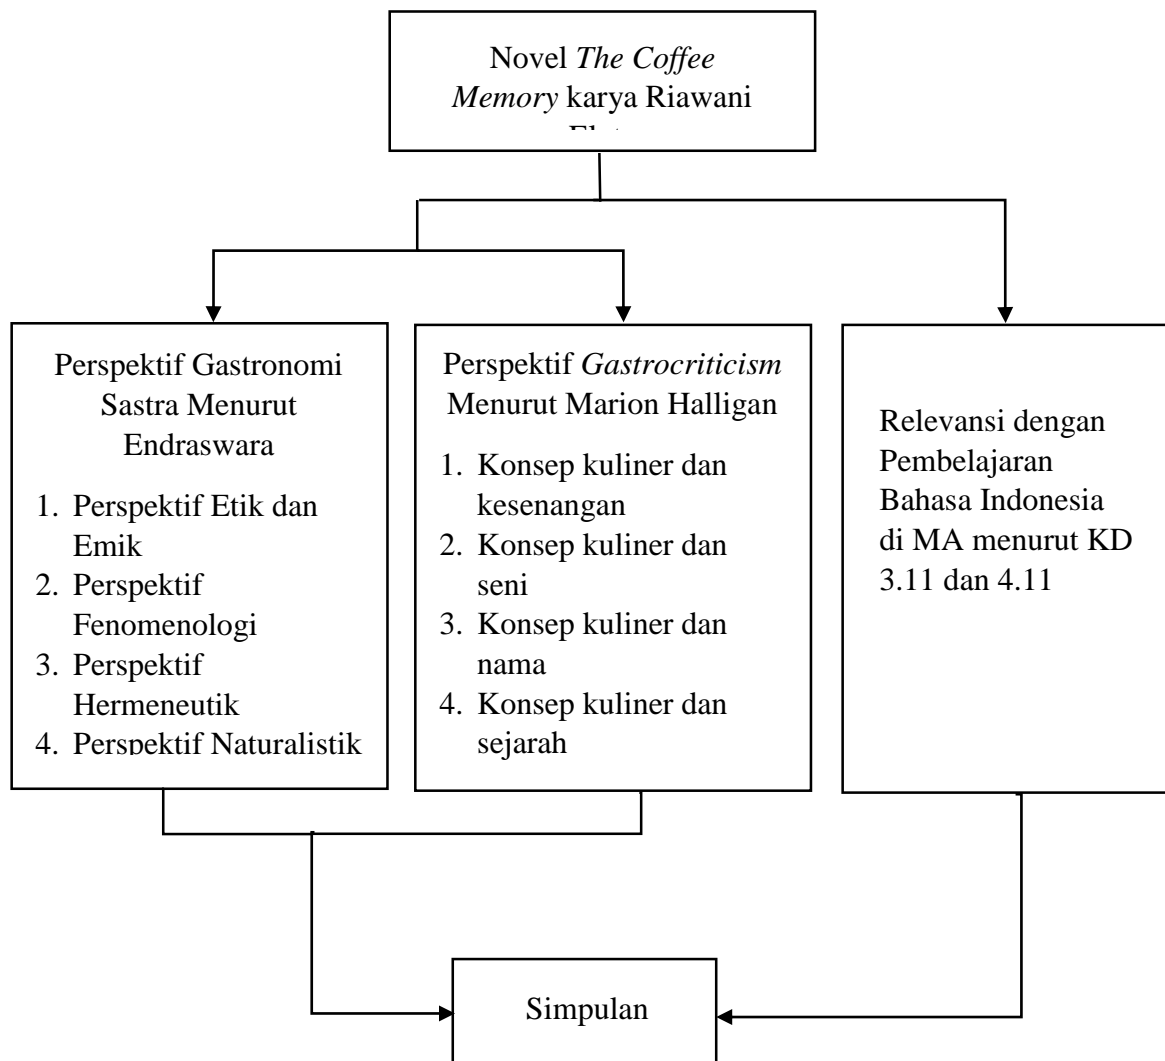 Novel The Coffee
Memory karya Riawani
Perspektif Gastronomi
Sastra Menurut
Endraswara
1. Perspektif Etik dan
Emik
2. Perspektif
Fenomenologi
3. Perspektif
Hermeneutik
4. Perspektif Naturalistik
Perspektif Gastrocriticism
Menurut Marion Halligan
1. Konsep kuliner dan
kesenangan
2. Konsep kuliner dan
seni
3. Konsep kuliner dan
nama
4. Konsep kuliner dan
sejarah
Relevansi dengan
Pembelajaran
Bahasa Indonesia
di MA menurut KD
3.11 dan 4.11
Simpulan